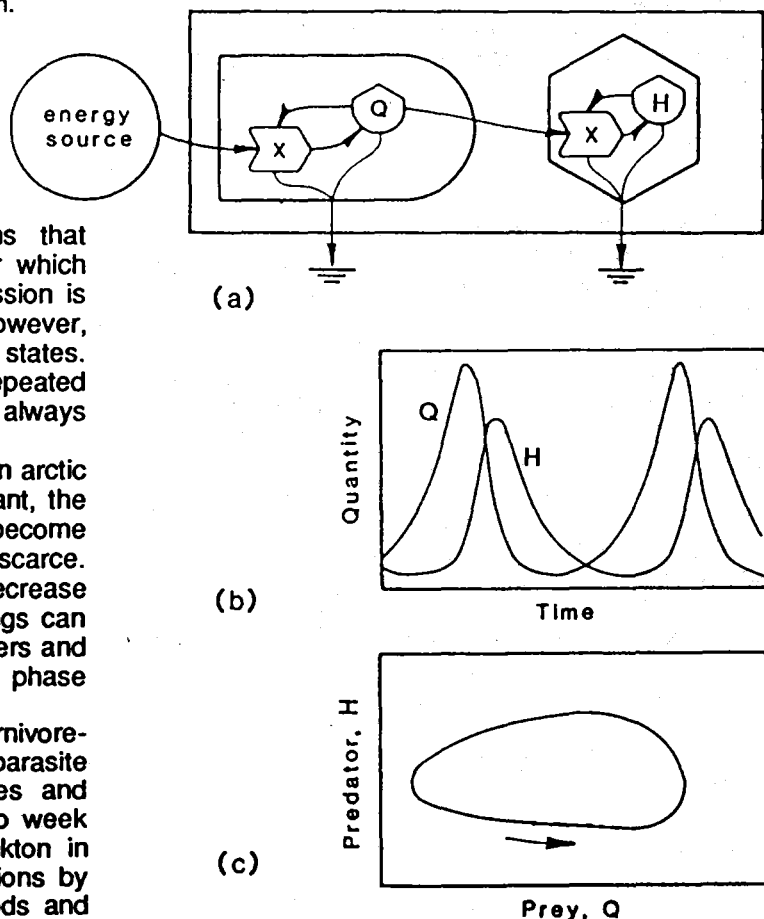 n.
energy
source
X
Q
X
H
(a)
ns that
r which
ssion is
owever,
states.
epeated
always
n arctic
ant, the
become
scarce.
ecrease
gs can
ers and
phase
rnivore-
parasite
es and
o week
kton in
ions by
ds and
Quantity
Q
H
Time
(b)
Predator, H
Prey, Q
(c)